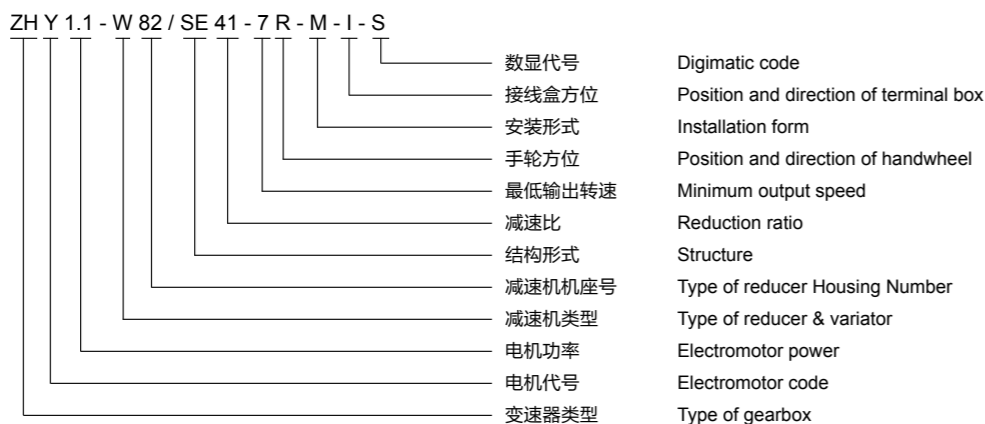 ZH Y 1.1 - W 82 / SE 41 - 7 R - M - I - S
数显代号 Digimatic code
接线盒方位 Position and direction of terminal box
安装形式 Installation form
手轮方位 Position and direction of handwheel
最低输出转速 Minimum output speed
减速比 Reduction ratio
结构形式 Structure
减速机机座号 Type of reducer Housing Number
减速机类型 Type of reducer & variator
电机功率 Electromotor power
电机代号 Electromotor code
变速器类型 Type of gearbox